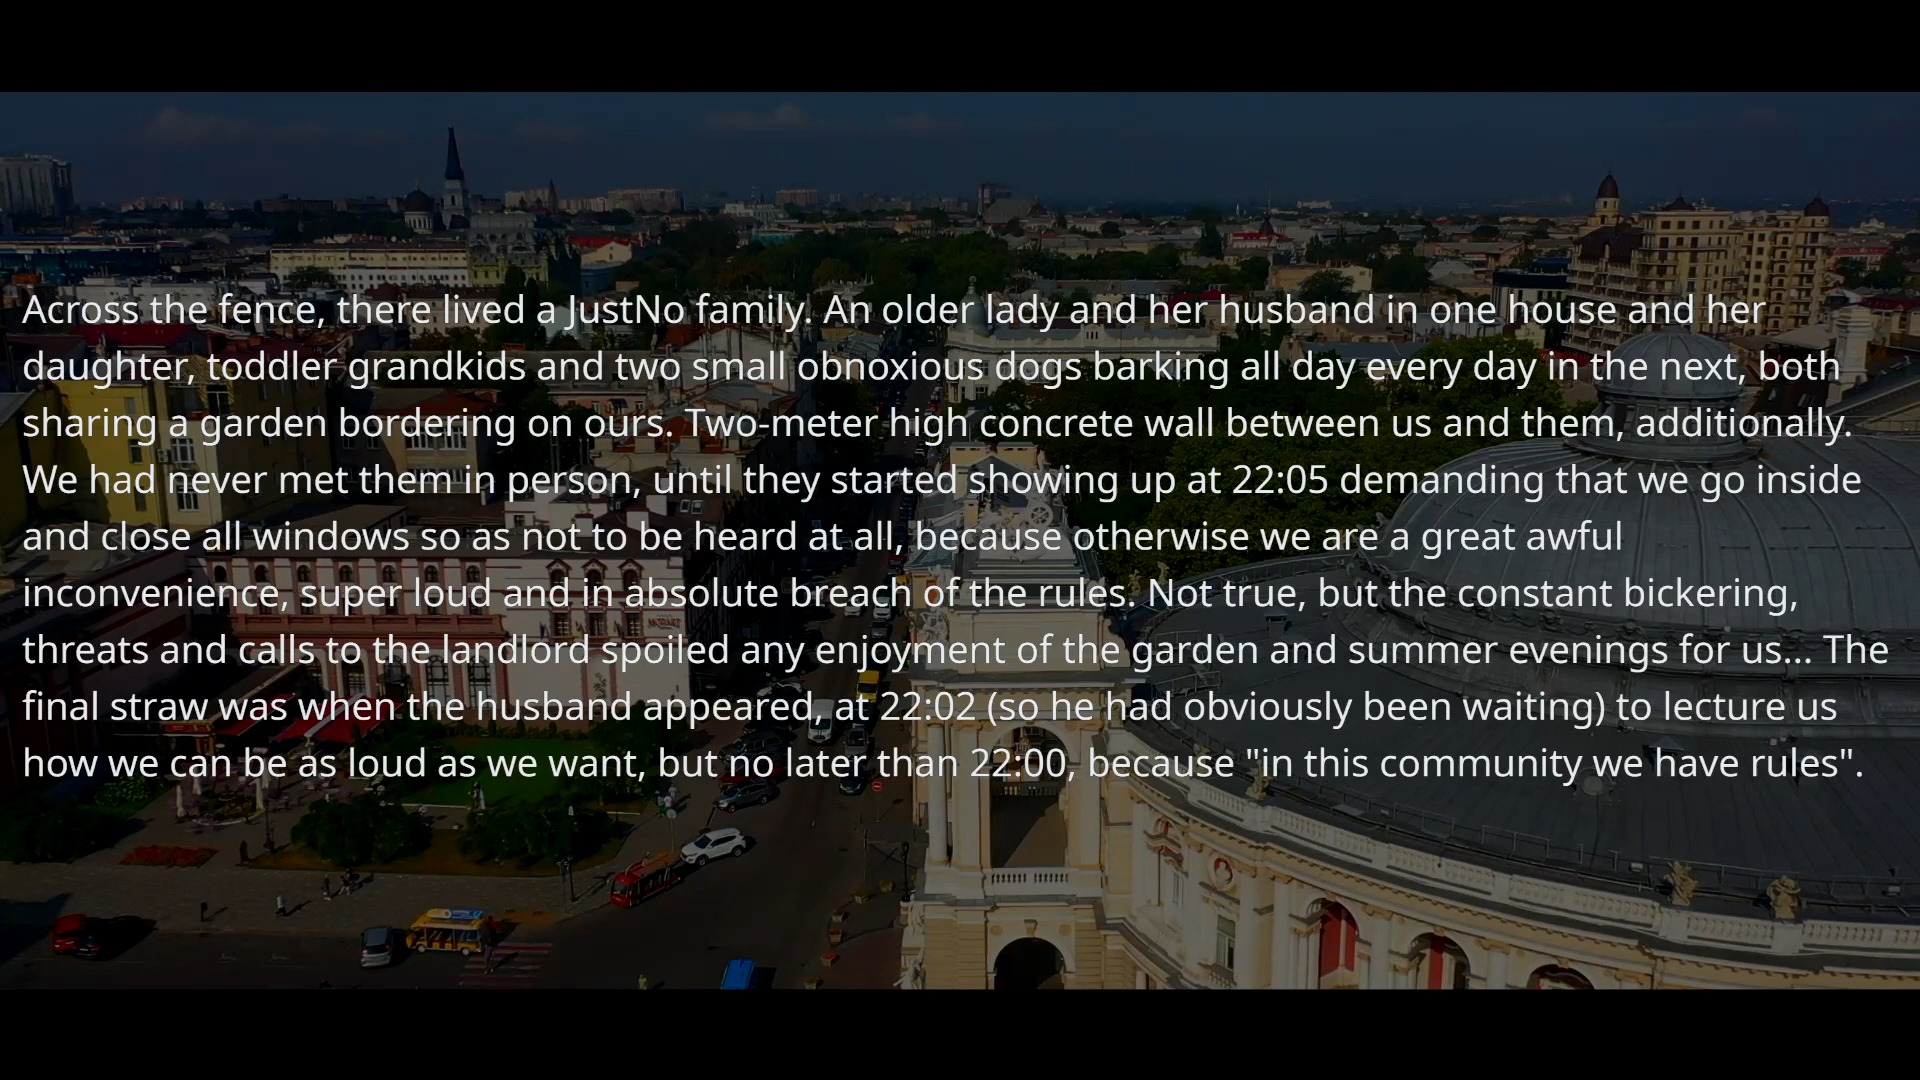 Across the fence, there lived a JustNo family. An older lady and her husband in one house and her
daughter, toddler grandkids and two small obnoxious dogs barking all day every day in the next, both
sharing a garden bordering on ours. Two-meter high concrete wall between us and them, additionally.
We had never met them in person, until they started showing up at 22:05 demanding that we go inside
and close all windows so as not to be heard at all, because otherwise we are a great awful
inconvenience, super loud and in absolute breach of the rules. Not true, but the constant bickering,
threats and calls to the landlord spoiled any enjoyment of the garden and summer evenings for us... The
final straw was when the husband appeared, at 22:02 (so he had obviously been waiting) to lecture us
how we can be as loud as we want, but no later than 22:00, because "in this community we have rules".